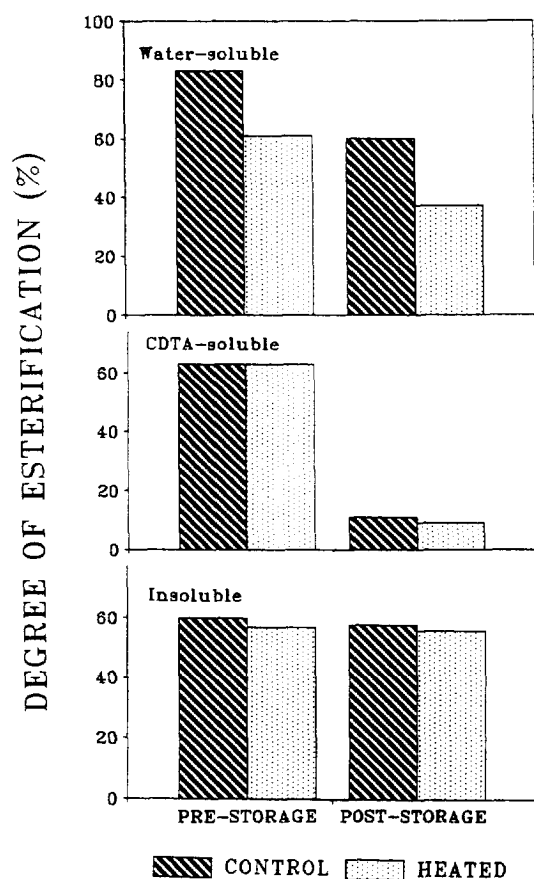 DEGREE OF ESTERIFICATION (%)
100
Water-soluble
80
60
40
20
0
CDTA-soluble
60
40
20
0
Insoluble
60
40
20
0
PRE-STORAGE POST-STORAGE
CONTROL HEATED